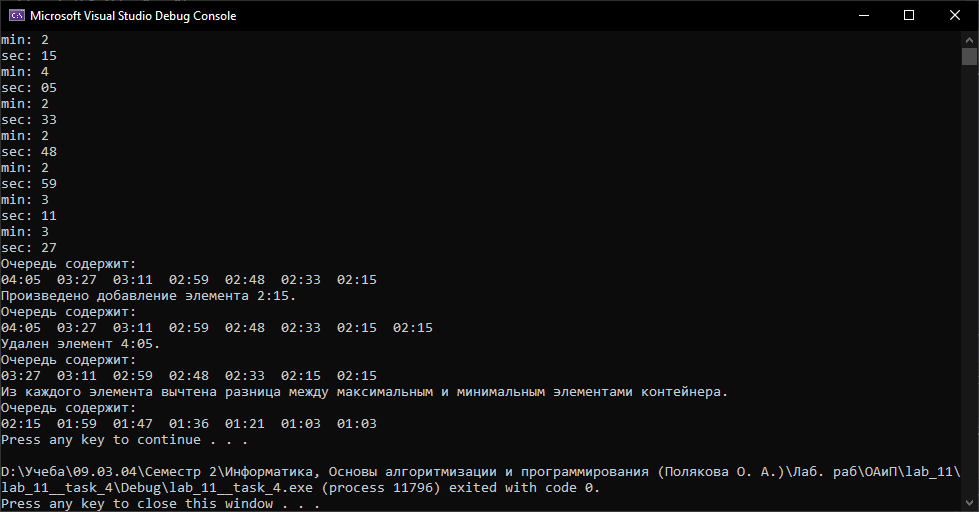 Microsoft Visual Studio Debug Console
min: 2
sec: 15
min: 4
sec: 05
min: 2
sec: 33
min: 2
sec: 48
min: 2
sec: 59
min: 3
sec: 11
min: 3
sec: 27
Очередь содержит:
04:05  03:27  03:11  02:59  02:48  02:33  02:15
Произведено добавление элемента 2:15.
Очередь содержит:
04:05  03:27  03:11  02:59  02:48  02:33  02:15  02:15
Удален элемент 4:05.
Очередь содержит:
03:27  03:11  02:59  02:48  02:33  02:15  02:15
Из каждого элемента вычтена разница между максимальным и минимальным элементами контейнера.
Очередь содержит:
02:15  01:59  01:47  01:36  01:21  01:03  01:03
Press any key to continue . . .
D:\Учеба\09.03.04\Семестр 2\Информатика, Основы алгоритмизации и программирования (Полякова О. А.)\Лаб. раб\ОАиП\lab_11\
lab_11__task_4\Debug\lab_11__task_4.exe (process 11796) exited with code 0.
Press any key to close this window . . .